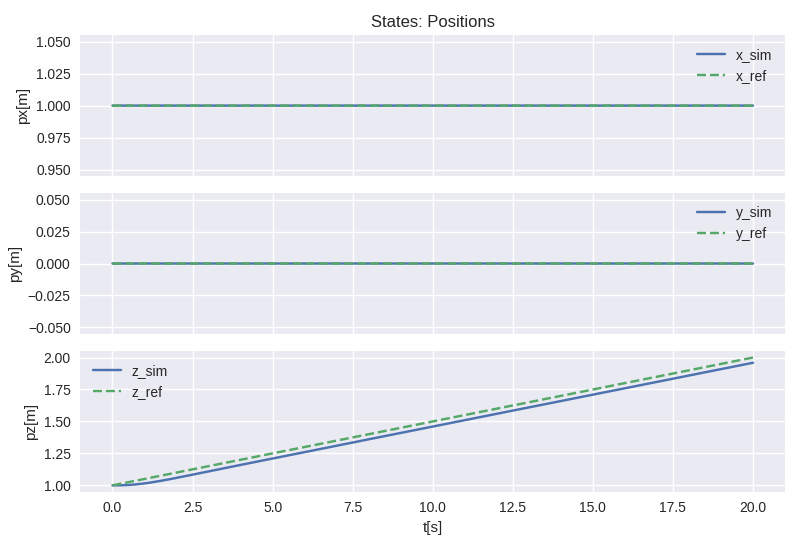 States: Positions
1.050
1.025
1.000
0.975
0.950
px[m]
x_sim
x_ref
0.050
0.025
0.000
−0.025
−0.050
py[m]
y_sim
y_ref
2.00
1.75
1.50
1.25
1.00
pz[m]
z_sim
z_ref
0.0 2.5 5.0 7.5 10.0 12.5 15.0 17.5 20.0
t[s]